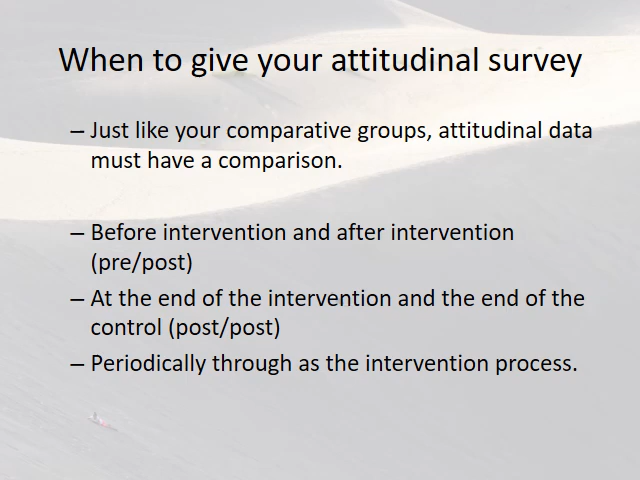 When to give your attitudinal survey
– Just like your comparative groups, attitudinal data
must have a comparison.
– Before intervention and after intervention
(pre/post)
– At the end of the intervention and the end of the
control (post/post)
– Periodically through as the intervention process.